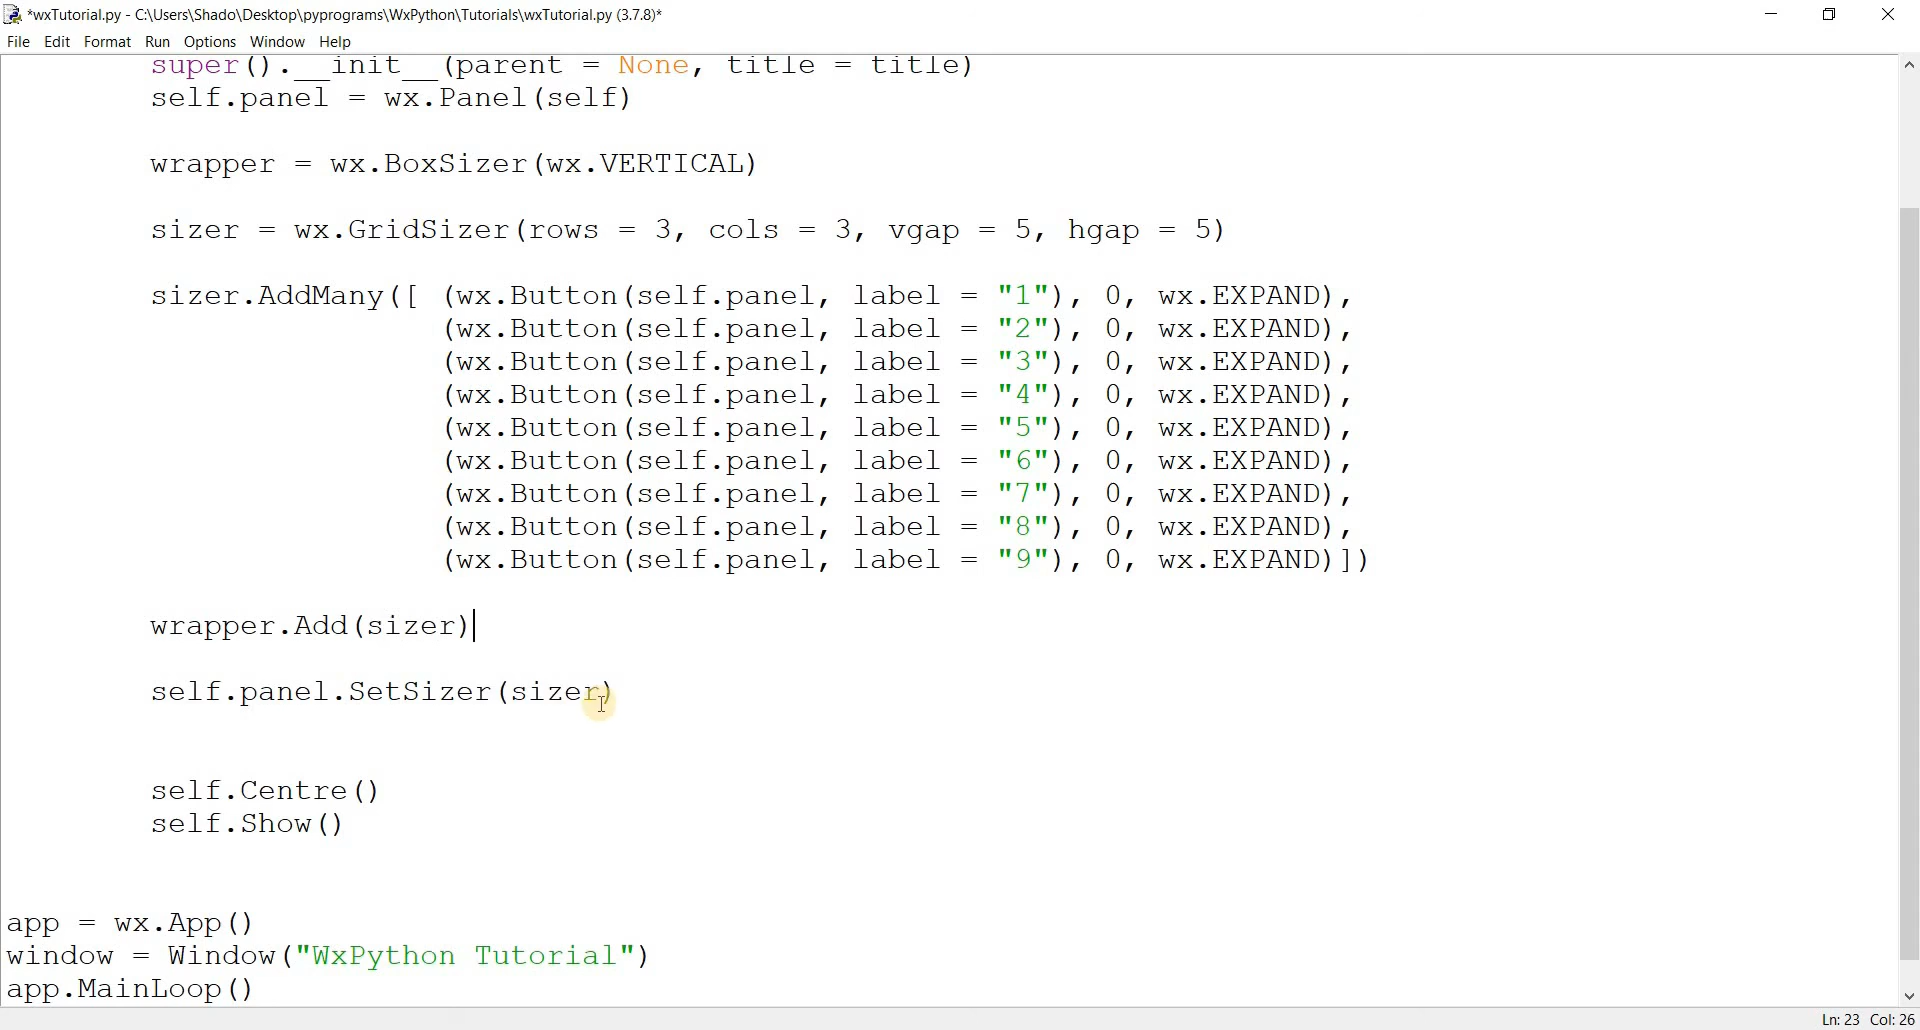 *wxTutorial.py - C:\Users\Shado\Desktop\pyprograms\WxPython\Tutorials\wxTutorial.py (3.7.8)*
File Edit Format Run Options Window Help
super().__init__(parent = None, title = title)
self.panel = wx.Panel(self)
wrapper = wx.BoxSizer(wx.VERTICAL)
sizer = wx.GridSizer(rows = 3, cols = 3, vgap = 5, hgap = 5)
sizer.AddMany([ (wx.Button(self.panel, label = "1"), 0, wx.EXPAND),
(wx.Button(self.panel, label = "2"), 0, wx.EXPAND),
(wx.Button(self.panel, label = "3"), 0, wx.EXPAND),
(wx.Button(self.panel, label = "4"), 0, wx.EXPAND),
(wx.Button(self.panel, label = "5"), 0, wx.EXPAND),
(wx.Button(self.panel, label = "6"), 0, wx.EXPAND),
(wx.Button(self.panel, label = "7"), 0, wx.EXPAND),
(wx.Button(self.panel, label = "8"), 0, wx.EXPAND),
(wx.Button(self.panel, label = "9"), 0, wx.EXPAND)])
wrapper.Add(sizer)
self.panel.SetSizer(sizer)
self.Centre()
self.Show()
app = wx.App()
window = Window("WxPython Tutorial")
app.MainLoop()
Ln: 23 Col: 26